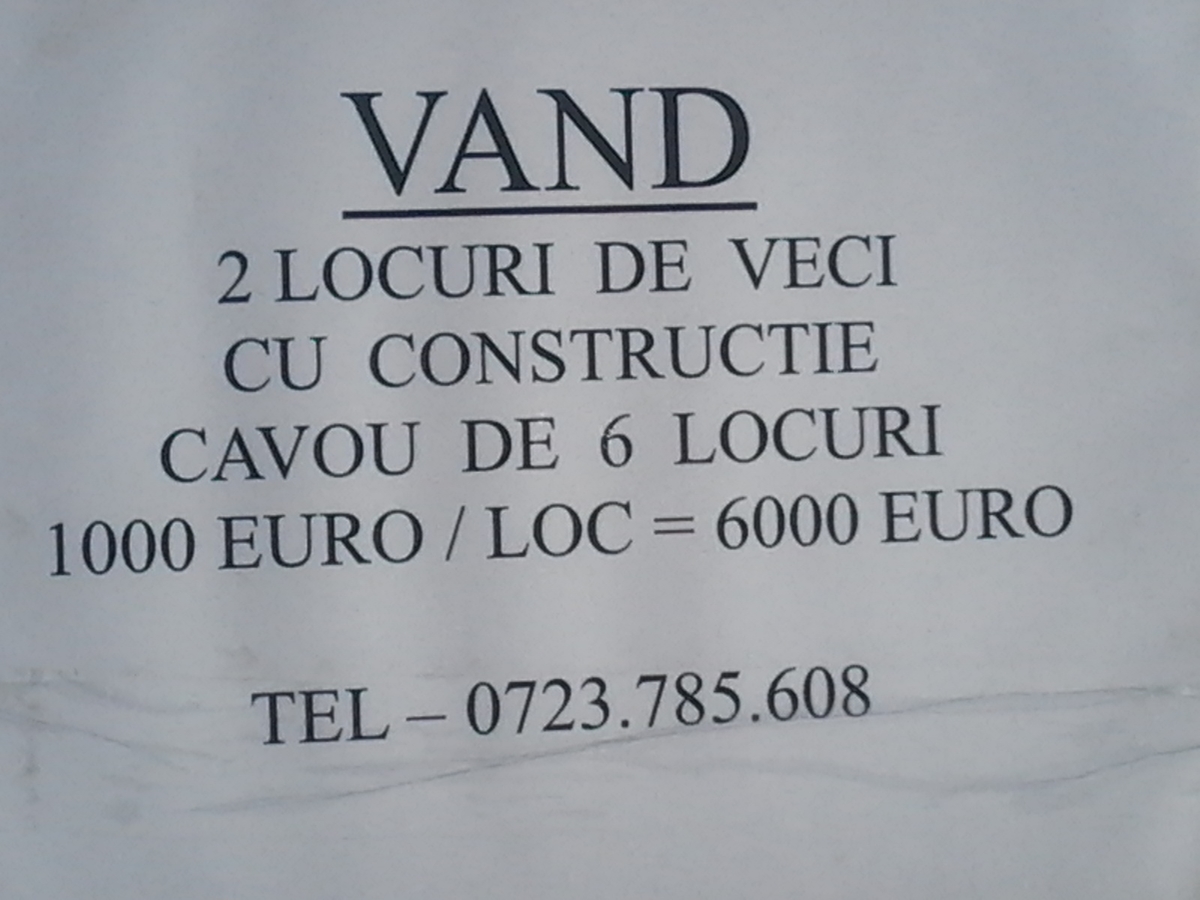 VAND
2 LOCURI DE VECI
CU CONSTRUCTIE
CAVOU DE 6 LOCURI
1000 EURO / LOC = 6000 EURO
TEL – 0723.785.608